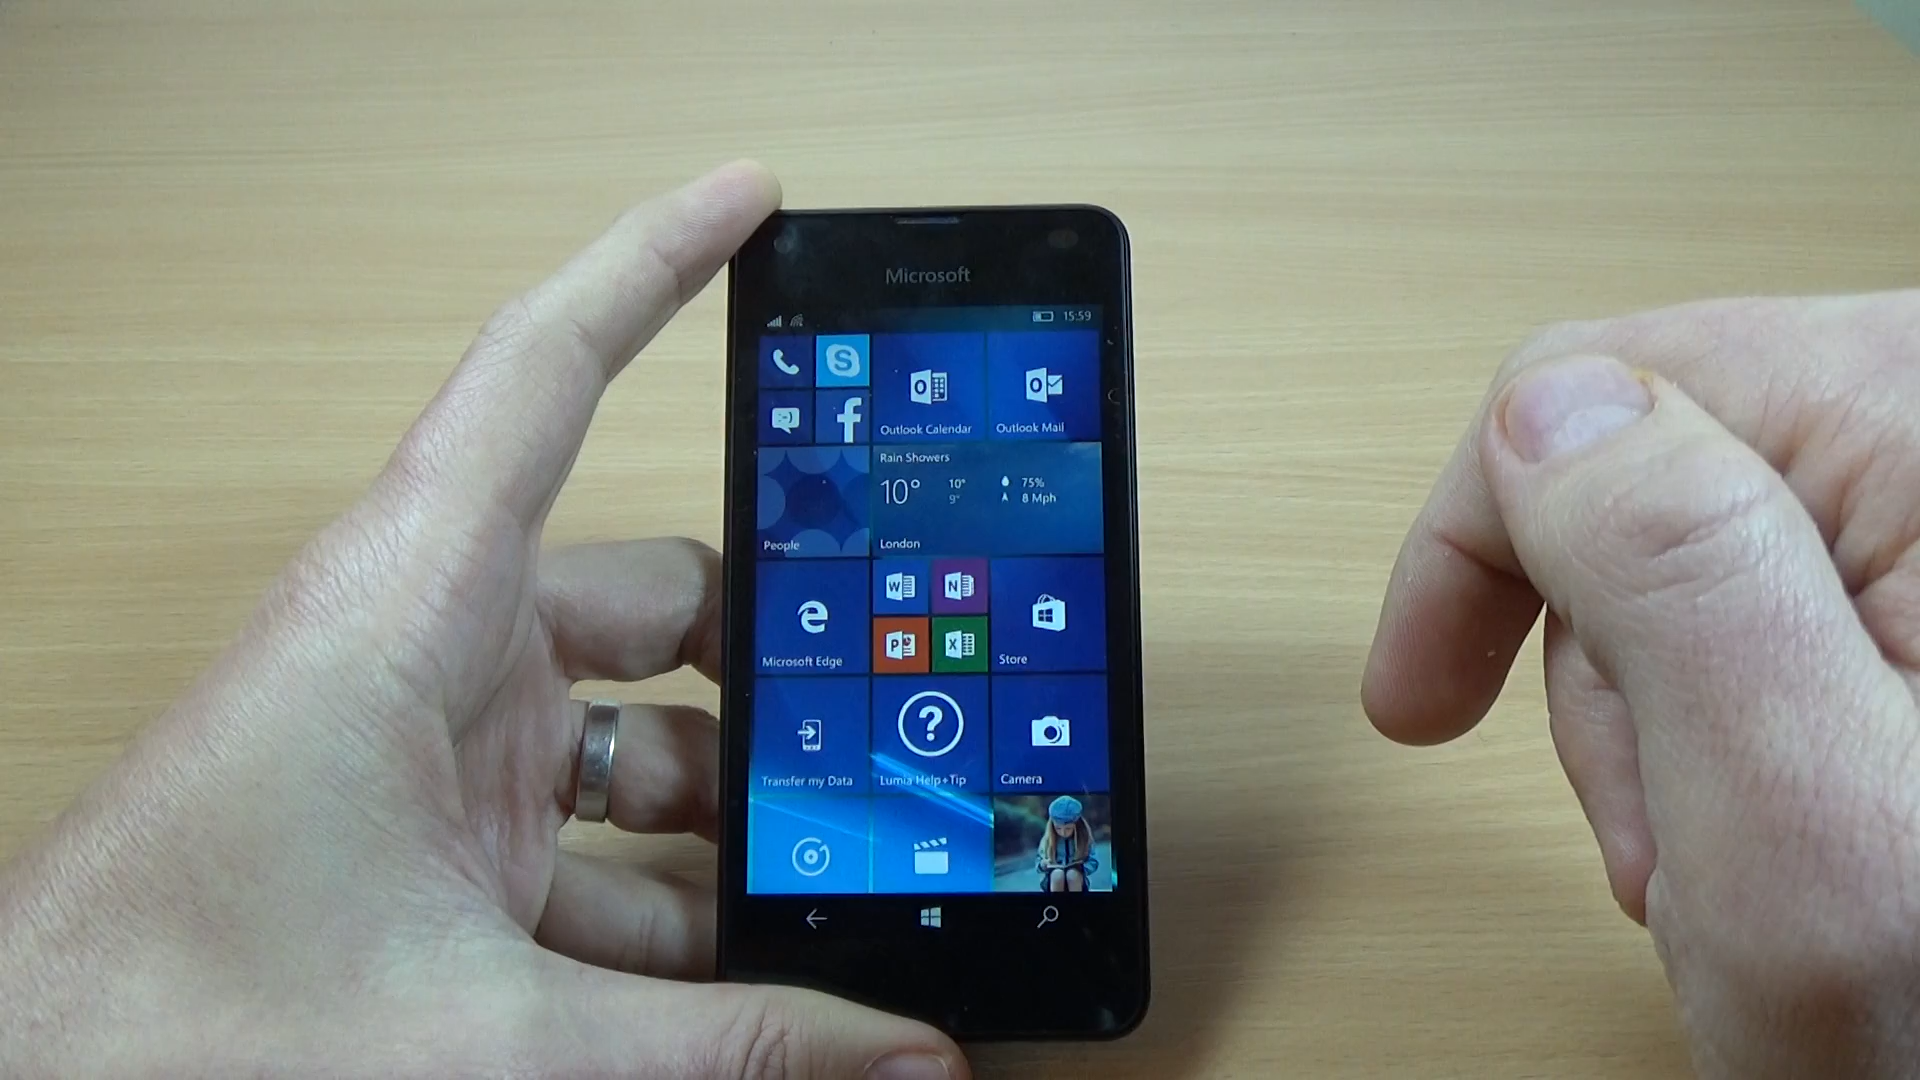 Microsoft
15:59
Outlook Calendar
Outlook Mail
Rain Showers
10° 10° 75%
9° 8 Mph
People
London
Microsoft Edge
Store
Transfer my Data
Lumia Help+Tip
Camera